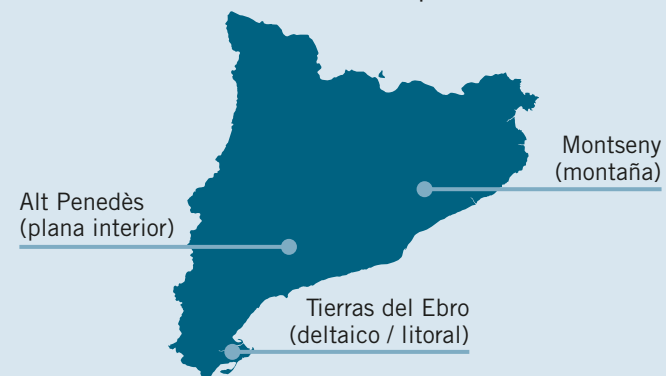 Montseny
(montaña)
Alt Penedès
(plana interior)
Tierras del Ebro
(deltaico / litoral)